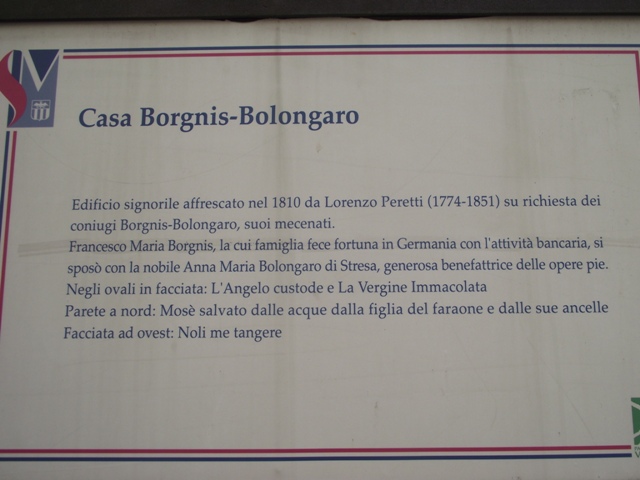 SV
Casa Borgnis-Bolongaro
Edificio signorile affrescato nel 1810 da Lorenzo Peretti (1774-1851) su richiesta dei
coniugi Borgnis-Bolongaro, suoi mecenati.
Francesco Maria Borgnis, la cui famiglia fece fortuna in Germania con l'attività bancaria, si
sposò con la nobile Anna Maria Bolongaro di Stresa, generosa benefattrice delle opere pie.
Negli ovali in facciata: L'Angelo custode e La Vergine Immacolata
Parete a nord: Mosè salvato dalle acque dalla figlia del faraone e dalle sue ancelle
Facciata ad ovest: Noli me tangere